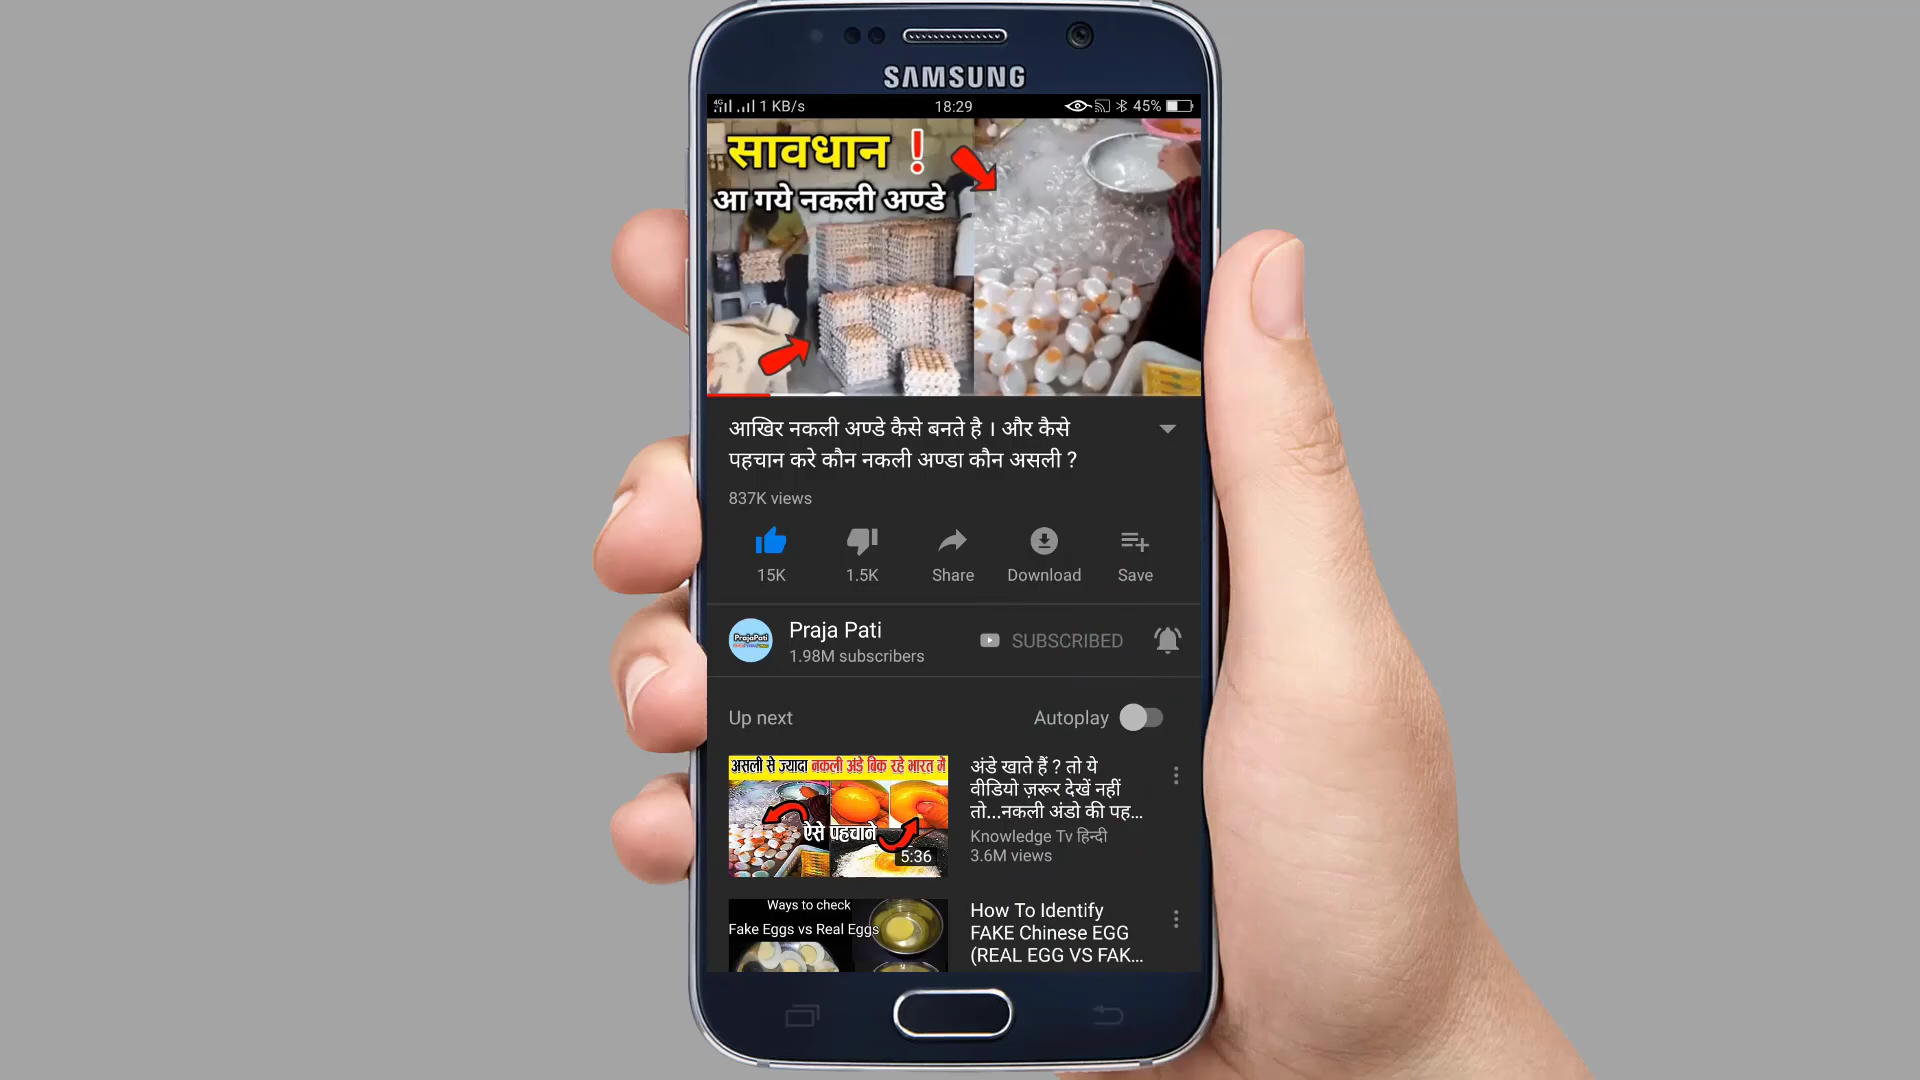 SAMSUNG
4G 1 KB/s 18:29 45%
सावधान !
आ गये नकली अण्डे
आखिर नकली अण्डे कैसे बनते है । और कैसे
पहचान करे कौन नकली अण्डा कौन असली ?
837K views
15K 1.5K Share Download Save
PrajaPati
Praja Pati
1.98M subscribers
SUBSCRIBED
Up next Autoplay
असली से ज्यादा नकली अंडे बिक रहे भारत में
ऐसे पहचाने
5:36
अंडे खाते हैं ? तो ये
वीडियो ज़रूर देखें नहीं
तो...नकली अंडो की पह...
Knowledge Tv हिन्दी
3.6M views
Ways to check
Fake Eggs vs Real Eggs
How To Identify
FAKE Chinese EGG
(REAL EGG VS FAK...